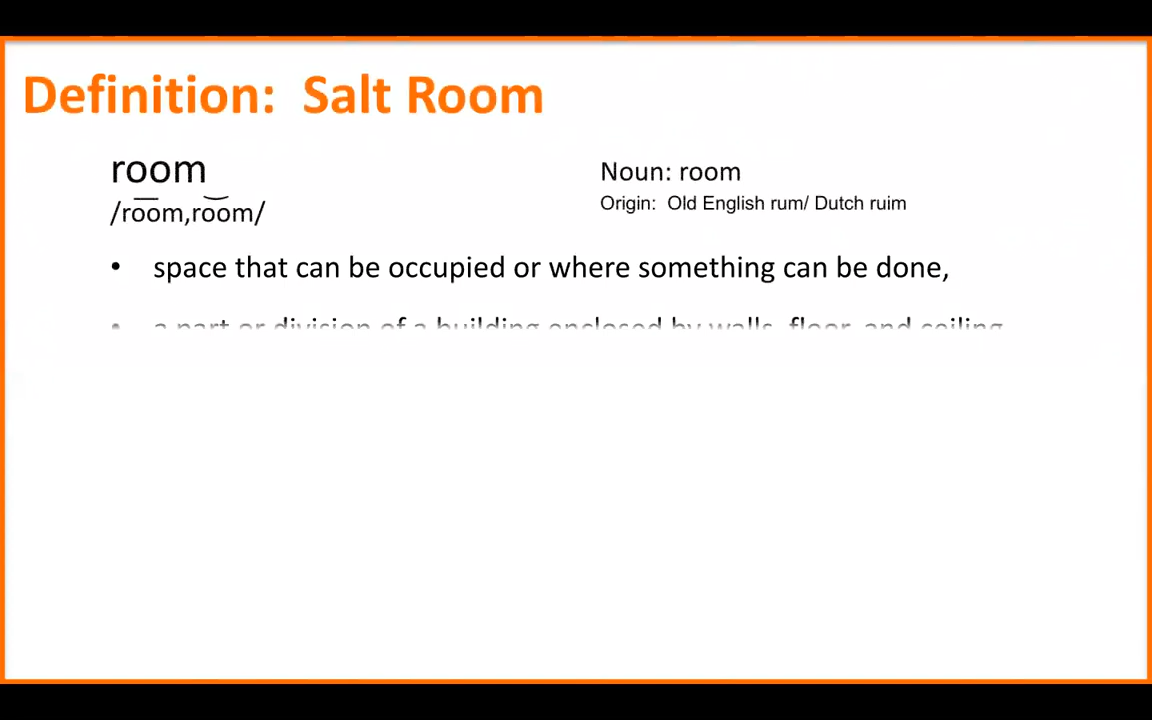 Definition: Salt Room
room
/ro͞om,ro͝om/
Noun: room
Origin: Old English rum/ Dutch ruim
• space that can be occupied or where something can be done,
• a part or division of a building enclosed by walls, floor, and ceiling